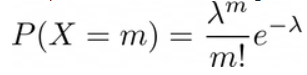 P(X = m) = \frac{\lambda^m}{m!} e^{-\lambda}